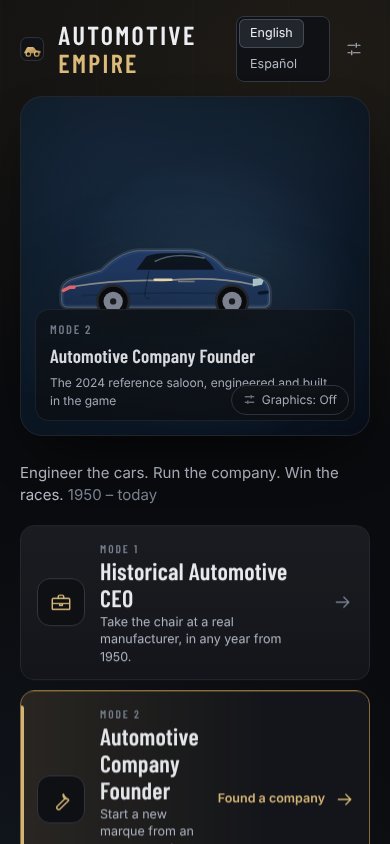 AUTOMOTIVE
EMPIRE
English
Español
MODE 2
Automotive Company Founder
The 2024 reference saloon, engineered and built
in the game
Graphics: Off
Engineer the cars. Run the company. Win the
races. 1950 – today
MODE 1
Historical Automotive
CEO
Take the chair at a real
manufacturer, in any year from
1950.
MODE 2
Automotive
Company
Founder
Found a company
Start a new
marque from an